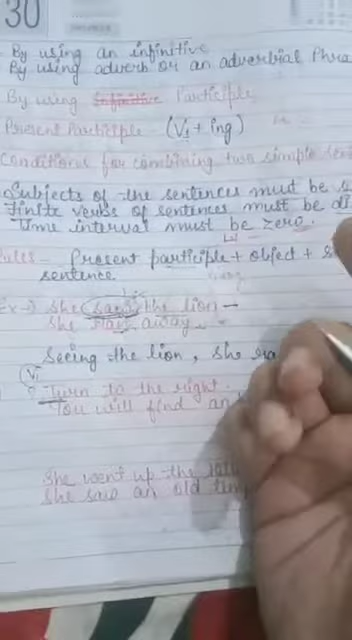 30
By using an infinitive
By using adverb or an adverbial Phra
By using Infinitive Participle
Present Participle (V1 + ing)
Conditions for combining two simple sen
Subjects of the sentences must be s
Finite verbs of sentences must be di
Time interval must be zero.
Rules - Present participle + object + s
sentence.
Ex → She saw the lion -
She ran away.
Seeing the lion, she ra
V1
Turn to the right.
You will find an
She went up the
She said an old